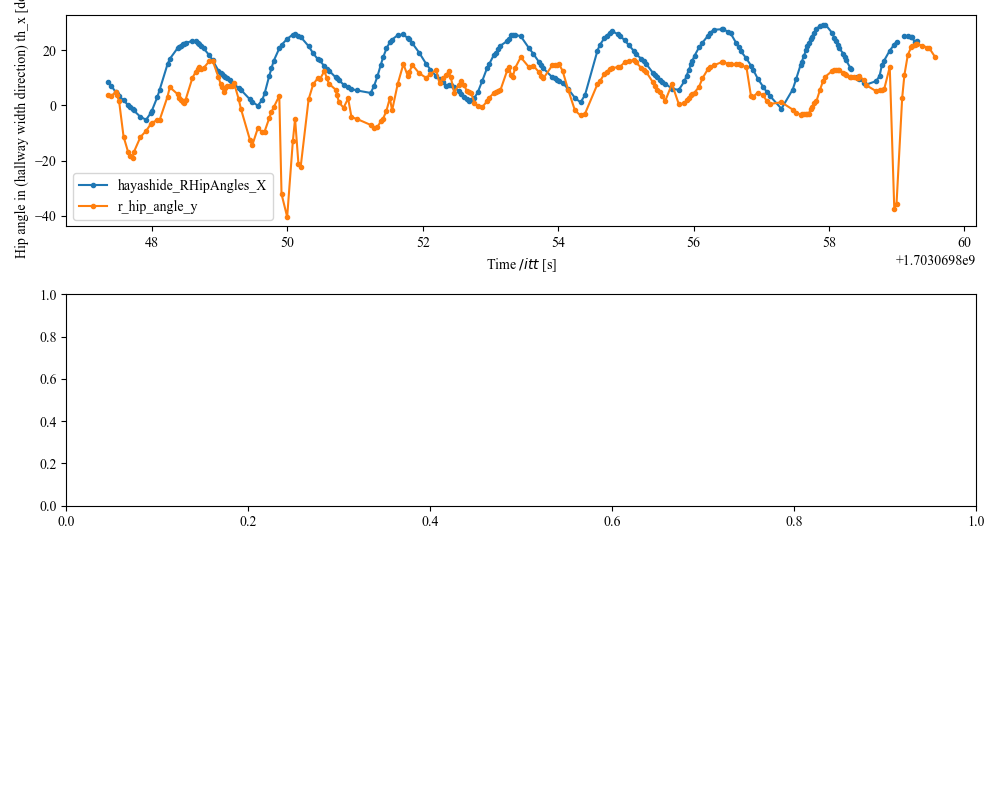 Hip angle in (hallway width direction) th_x [de
20
0
−20
−40
hayashide_RHipAngles_X
r_hip_angle_y
48 50 52 54 56 58 60
Time /itt [s]
+1.7030698e9
1.0
0.8
0.6
0.4
0.2
0.0
0.0 0.2 0.4 0.6 0.8 1.0